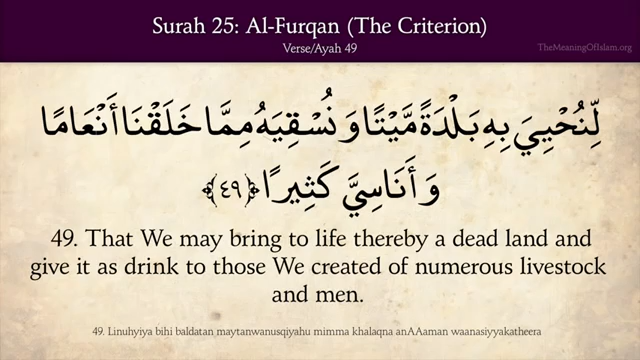 Surah 25: Al-Furqan (The Criterion)
Verse/Ayah 49
TheMeaningOfIslam.org
لِّنُحْيِيَ بِهِ بَلْدَةً مَّيْتًا وَنُسْقِيَهُ مِمَّا خَلَقْنَا أَنْعَامًا
وَأَنَاسِيَّ كَثِيرًا ﴿٤٩﴾
49. That We may bring to life thereby a dead land and
give it as drink to those We created of numerous livestock
and men.
49. Linuhyiya bihi baldatan maytanwanusqiyahu mimma khalaqna anAAaman waanasiyyakatheera